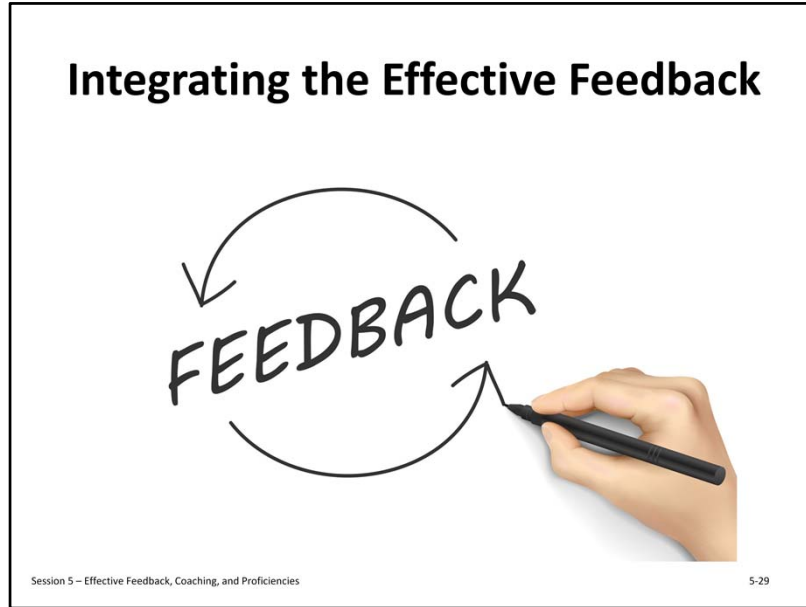 Integrating the Effective Feedback
FEEDBACK
Session 5 – Effective Feedback, Coaching, and Proficiencies
5-29